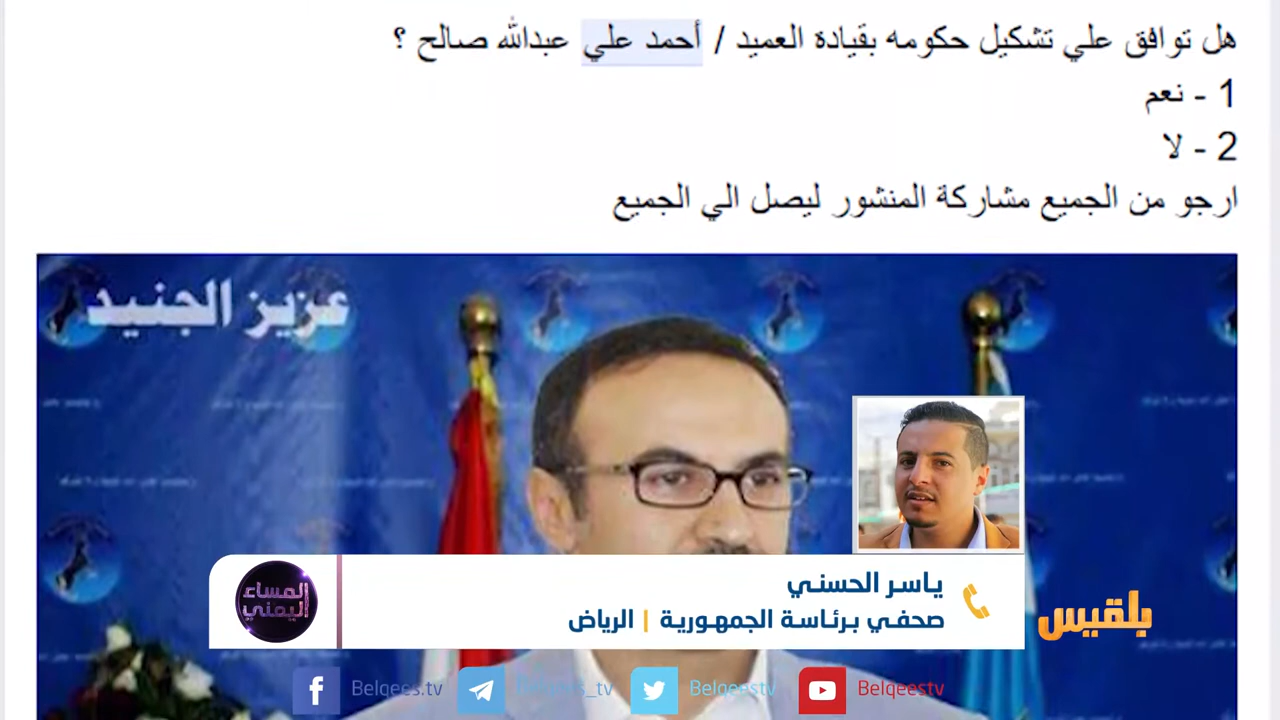 هل توافق علي تشكيل حكومه بقيادة العميد / أحمد علي عبدالله صالح ؟
1 - نعم
2 - لا
ارجو من الجميع مشاركة المنشور ليصل الي الجميع
عزيز الجنيد
ياسر الحسني
صحفي برئاسة الجمهورية | الرياض
المساء
اليمني
بلقيس
Belqees.tv
Belqees_tv
Belqeestv
Belqeestv